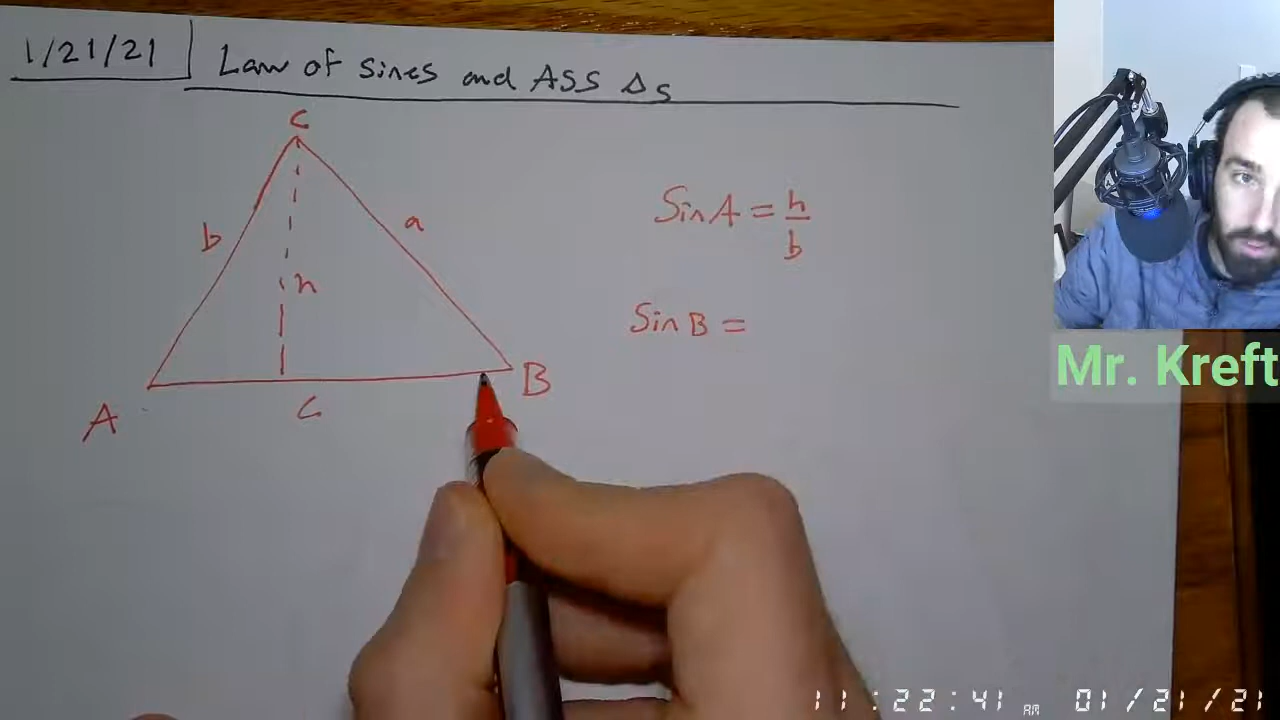 1/21/21 Law of Sines and ASS Δs
C
b
a
h
Sin A = h/b
Sin B =
Mr. Kreft
A
C
B
11:22:41 AM 01/21/21